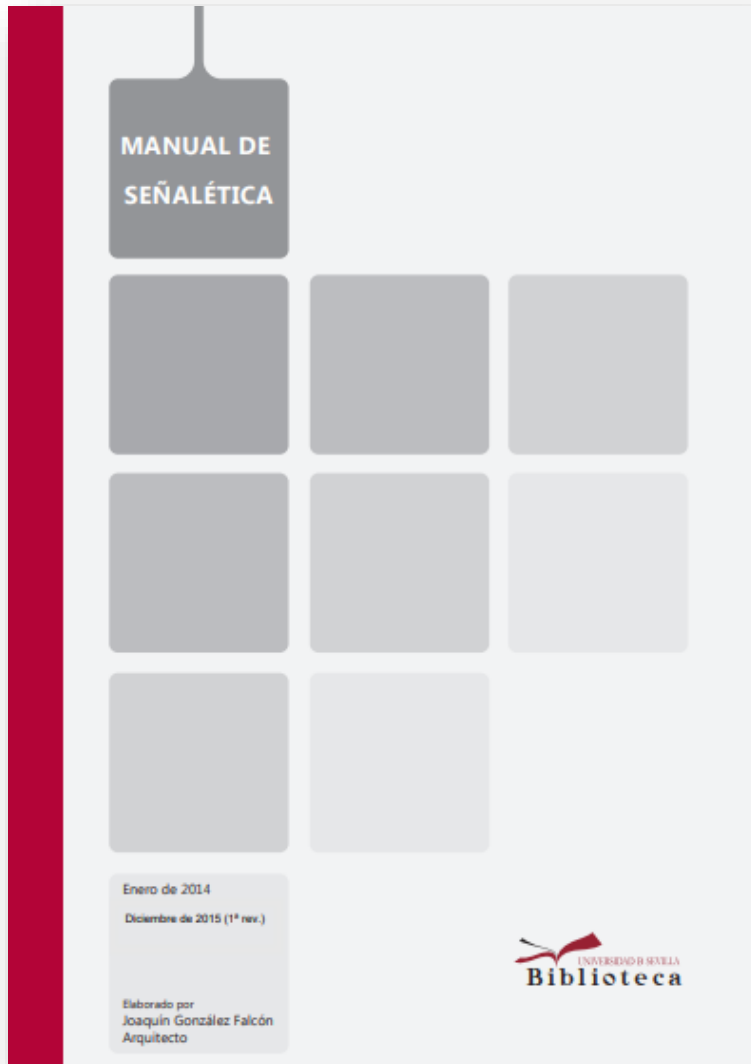 MANUAL DE
SEÑALÉTICA
Enero de 2014
Diciembre de 2015 (1ª rev.)
Elaborado por
Joaquín González Falcón
Arquitecto
UNIVERSIDAD D SEVILLA
Biblioteca